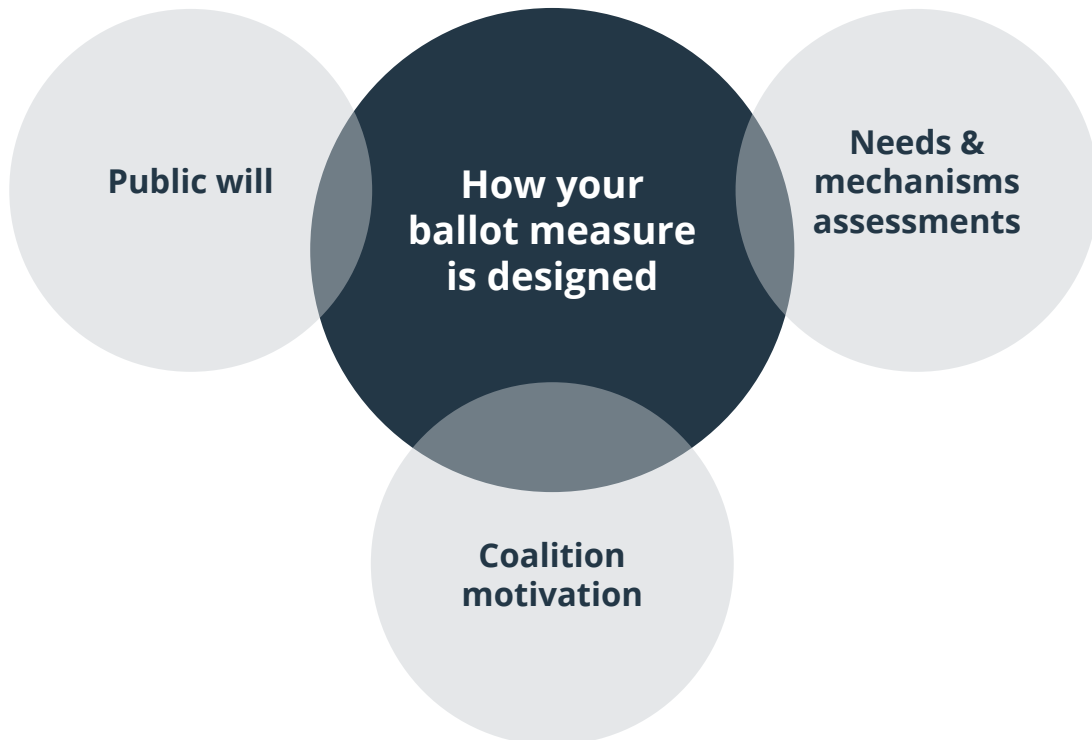 Public will
How your
ballot measure
is designed
Needs &
mechanisms
assessments
Coalition
motivation